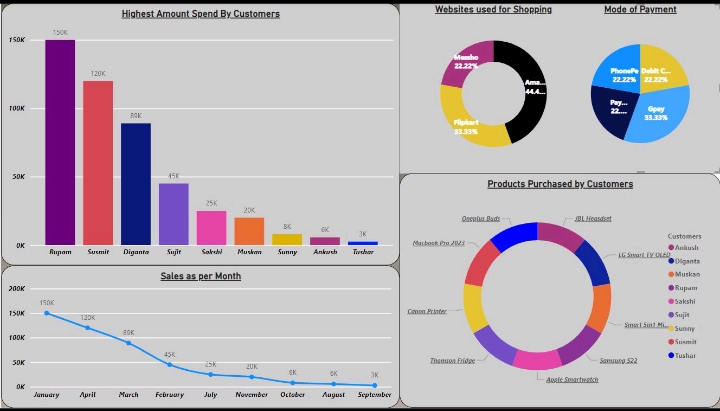 Highest Amount Spend By Customers
150K
100K
50K
0K
150K
120K
89K
45K
25K
20K
8K
6K
3K
Rupam Susmit Diganta Sujit Sakshi Muskan Sunny Ankush Tushar
Sales as per Month
200K
150K
100K
50K
0K
150K
120K
89K
45K
25K
20K
8K
6K
3K
January April March February July November October August September
Websites used for Shopping
Meesho
22.22%
Ama...
44.4...
Flipkart
33.33%
Mode of Payment
PhonePe
22.22%
Debit C...
22.22%
Pay...
22....
Gpay
33.33%
Products Purchased by Customers
Oneplus Buds
JBL Headset
Macbook Pro 2023
LG Smart TV OLED
Canon Printer
Smart 5in1 Mi...
Thomson Fridge
Samsung S22
Apple Smartwatch
Customers
Ankush
Diganta
Muskan
Rupam
Sakshi
Sujit
Sunny
Susmit
Tushar